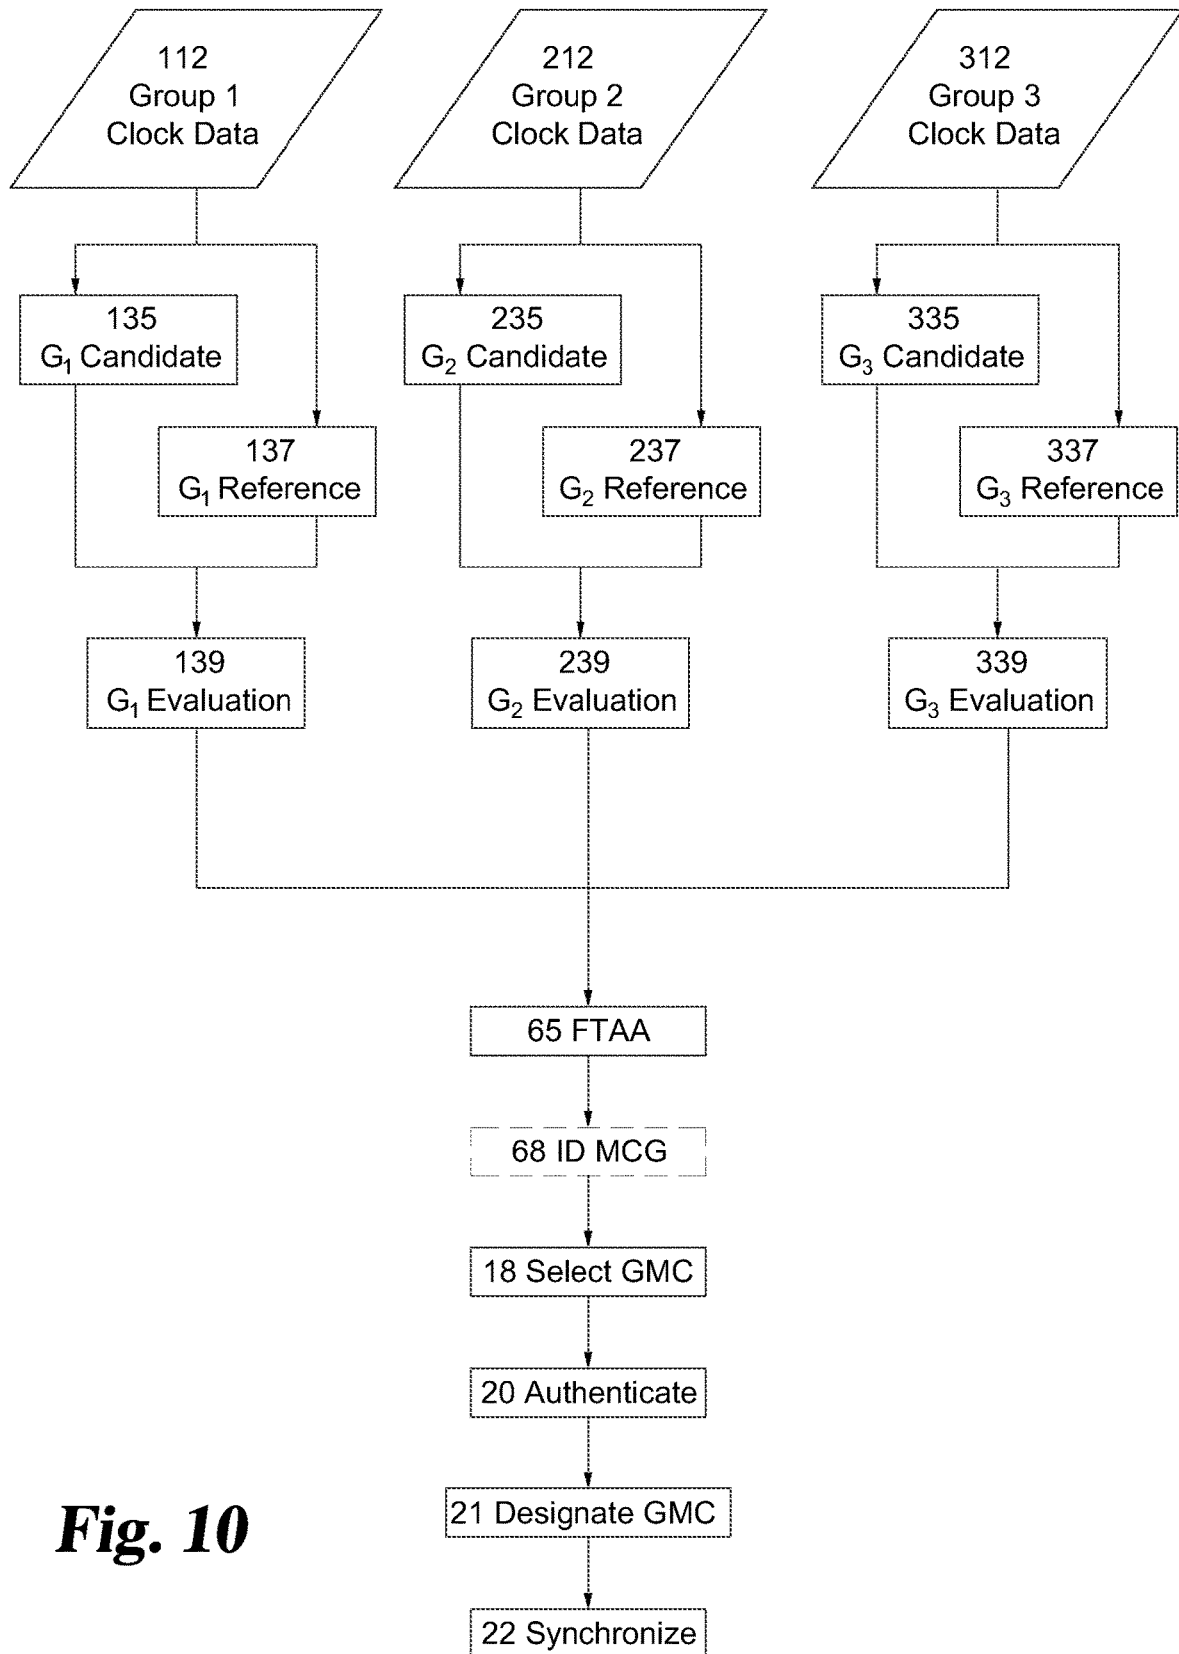 112
Group 1
Clock Data
212
Group 2
Clock Data
312
Group 3
Clock Data
135
G₁ Candidate
235
G₂ Candidate
335
G₃ Candidate
137
G₁ Reference
237
G₂ Reference
337
G₃ Reference
139
G₁ Evaluation
239
G₂ Evaluation
339
G₃ Evaluation
65 FTAA
68 ID MCG
18 Select GMC
20 Authenticate
21 Designate GMC
22 Synchronize
Fig. 10